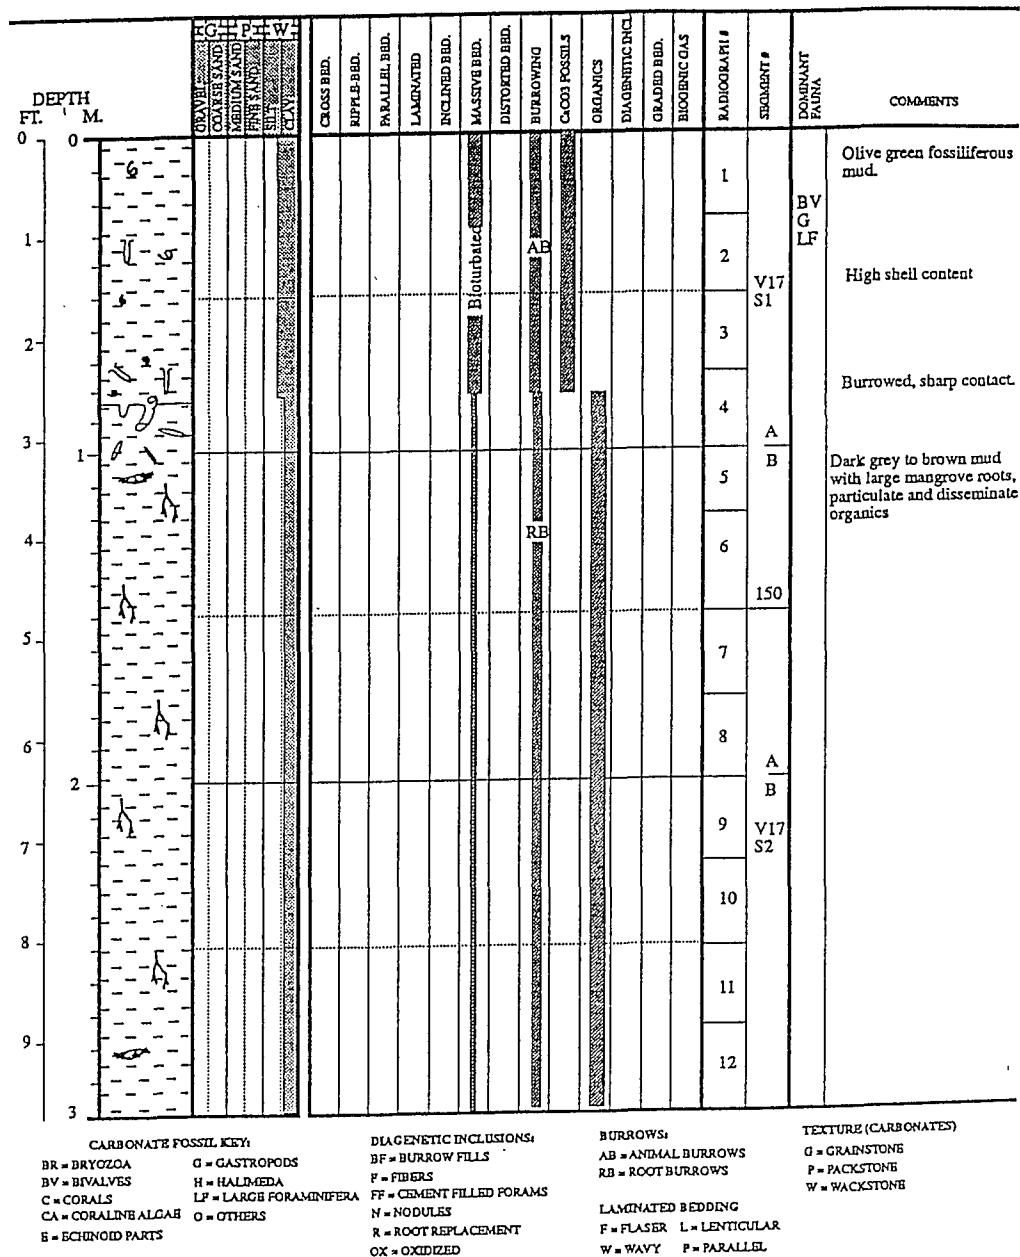 G P W
DEPTH
FT. M.
GRAVEL
COARSE SAND
MEDIUM SAND
FINE SAND
SILT
CLAY
CROSS BED.
RIPPLE-BED.
PARALLEL BED.
LAMINATED
INCLINED BED.
MASSIVE BED.
DISTORTED BED.
BURROWING
CaCO3 FOSSILS
ORGANICS
DIAGENETIC INCL.
GRADED BED.
BIOGENIC GAS
RADIOGRAPH #
SEGMENT #
DOMINANT
FAUNA
COMMENTS
0 0
1
2
3
1
4
5
6
2
7
8
9
3
Bioturbated
AB
RB
1
2
3
4
5
6
7
8
9
10
11
12
V17
S1
A
B
150
A
B
V17
S2
BV
G
LF
Olive green fossiliferous
mud.
High shell content
Burrowed, sharp contact.
Dark grey to brown mud
with large mangrove roots,
particulate and disseminate
organics
CARBONATE FOSSIL KEY:
BR = BRYOZOA
BV = BIVALVES
C = CORALS
CA = CORALINE ALGAE
E = ECHINOID PARTS
G = GASTROPODS
H = HALIMEDA
LF = LARGE FORAMINIFERA
O = OTHERS
DIAGENETIC INCLUSIONS:
BF = BURROW FILLS
F = FIBERS
FF = CEMENT FILLED FORAMS
N = NODULES
R = ROOT REPLACEMENT
OX = OXIDIZED
BURROWS:
AB = ANIMAL BURROWS
RB = ROOT BURROWS
LAMINATED BEDDING
F = FLASER L = LENTICULAR
W = WAVY P = PARALLEL
TEXTURE (CARBONATES)
G = GRAINSTONE
P = PACKSTONE
W = WACKSTONE